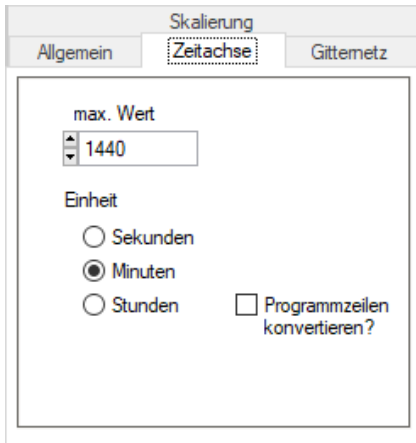 Skalierung
Allgemein
Zeitachse
Gitternetz
max. Wert
1440
Einheit
Sekunden
Minuten
Stunden
Programmzeilen
konvertieren?